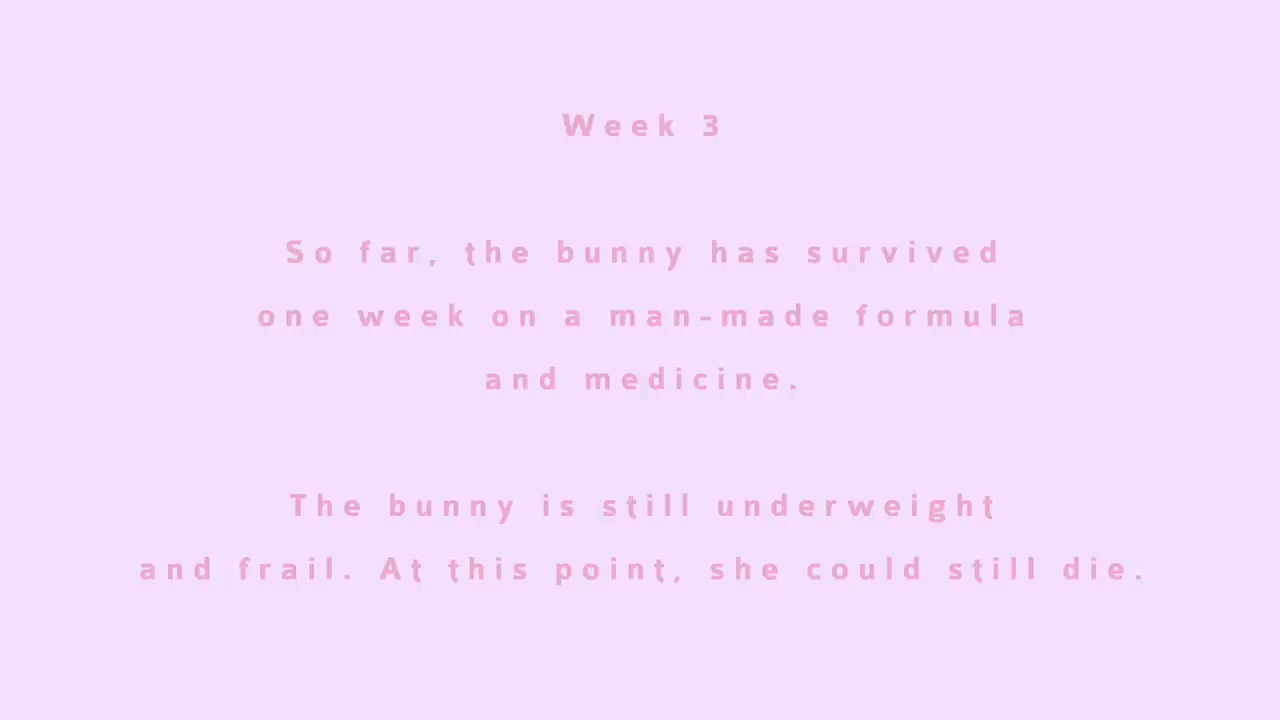 Week 3
So far, the bunny has survived
one week on a man-made formula
and medicine.
The bunny is still underweight
and frail. At this point, she could still die.